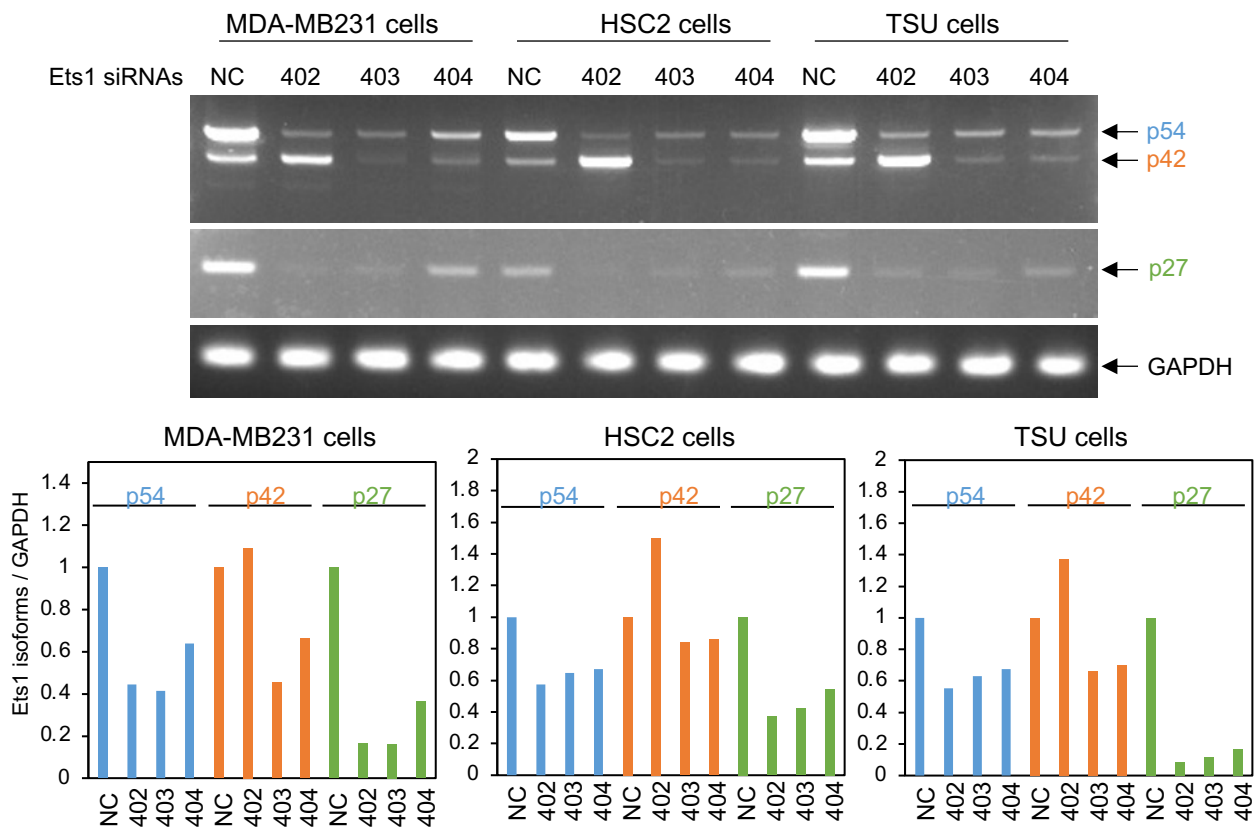 MDA-MB231 cells HSC2 cells TSU cells
Ets1 siRNAs NC 402 403 404 NC 402 403 404 NC 402 403 404
p54
p42
p27
GAPDH
MDA-MB231 cells HSC2 cells TSU cells
Ets1 isoforms / GAPDH
1.4
1.2
1
0.8
0.6
0.4
0.2
0
p54 p42 p27
NC 402 403 404 NC 402 403 404 NC 402 403 404
2
1.8
1.6
1.4
1.2
1
0.8
0.6
0.4
0.2
0
p54 p42 p27
NC 402 403 404 NC 402 403 404 NC 402 403 404
2
1.8
1.6
1.4
1.2
1
0.8
0.6
0.4
0.2
0
p54 p42 p27
NC 402 403 404 NC 402 403 404 NC 402 403 404